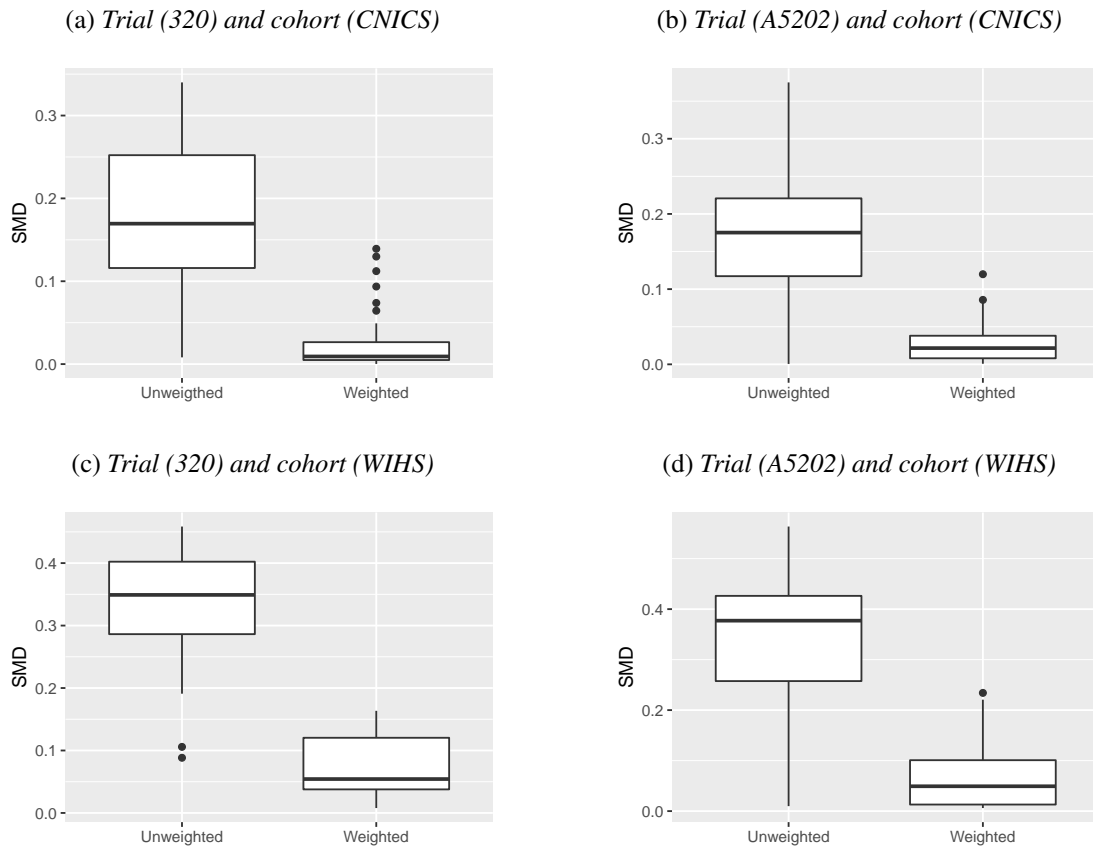 (a) Trial (320) and cohort (CNICS)
SMD
0.3
0.2
0.1
0.0
Unweigthed
Weighted
(b) Trial (A5202) and cohort (CNICS)
SMD
0.3
0.2
0.1
0.0
Unweighted
Weighted
(c) Trial (320) and cohort (WIHS)
SMD
0.4
0.3
0.2
0.1
0.0
Unweighted
Weighted
(d) Trial (A5202) and cohort (WIHS)
SMD
0.4
0.2
0.0
Unweighted
Weighted